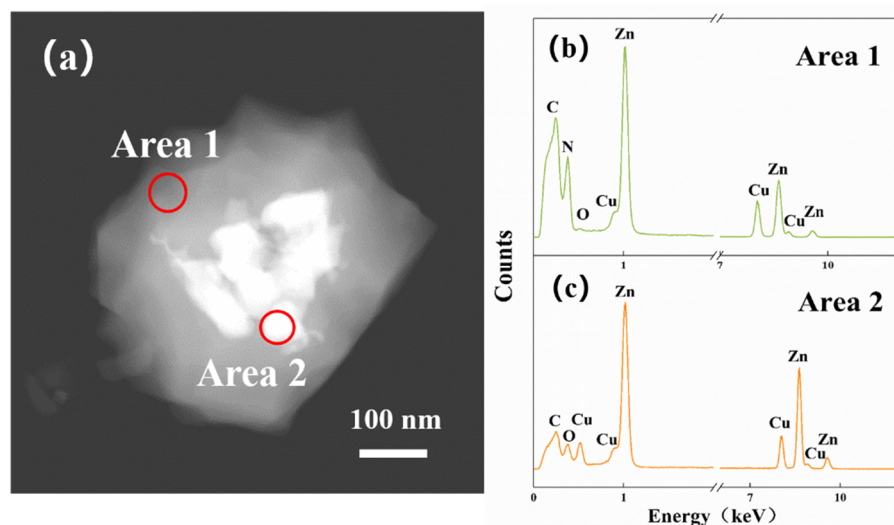 (a)
Area 1
Area 2
100 nm
(b)
Area 1
C
N
O
Cu
Zn
Cu
Zn
Cu
Zn
1
7
10
Counts
(c)
Area 2
C
O
Cu
Cu
Zn
Cu
Zn
Cu
Zn
0
1
7
10
Energy（keV）